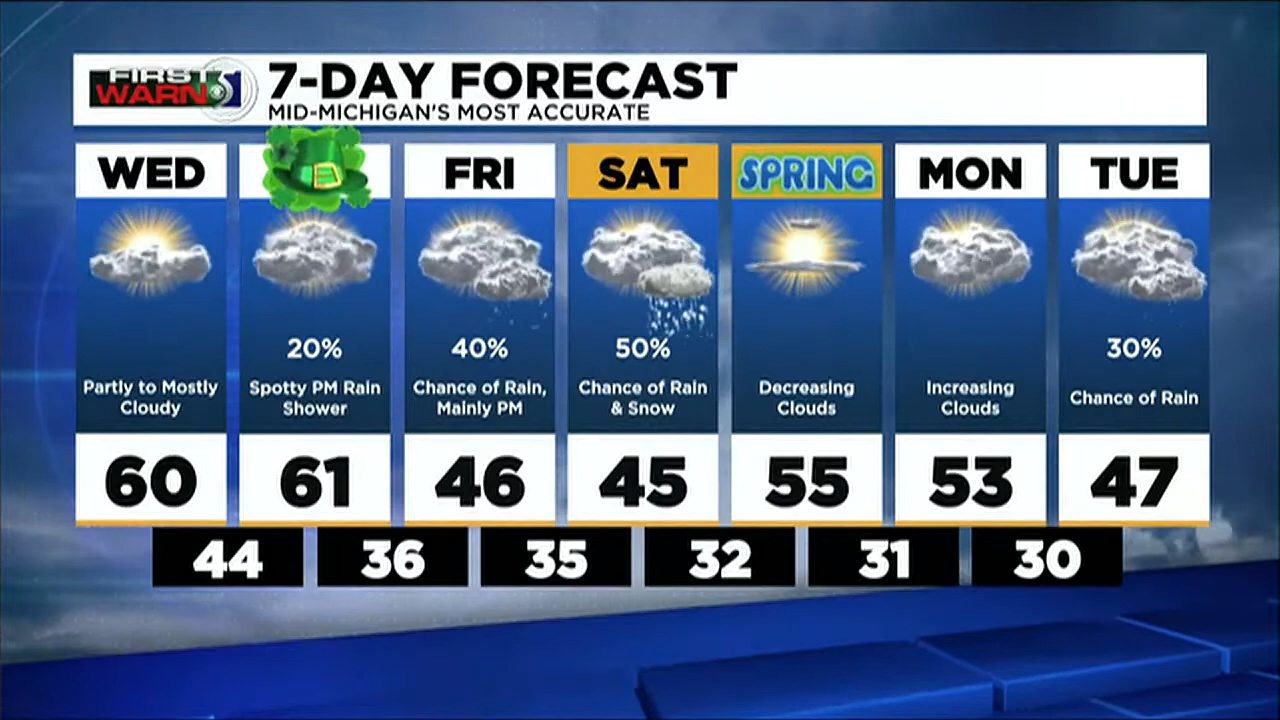 FIRST
WARN 5
7-DAY FORECAST
MID-MICHIGAN'S MOST ACCURATE
WED
FRI
SAT
SPRING
MON
TUE
20%
40%
50%
30%
Partly to Mostly
Cloudy
Spotty PM Rain
Shower
Chance of Rain,
Mainly PM
Chance of Rain
& Snow
Decreasing
Clouds
Increasing
Clouds
Chance of Rain
60
61
46
45
55
53
47
44
36
35
32
31
30